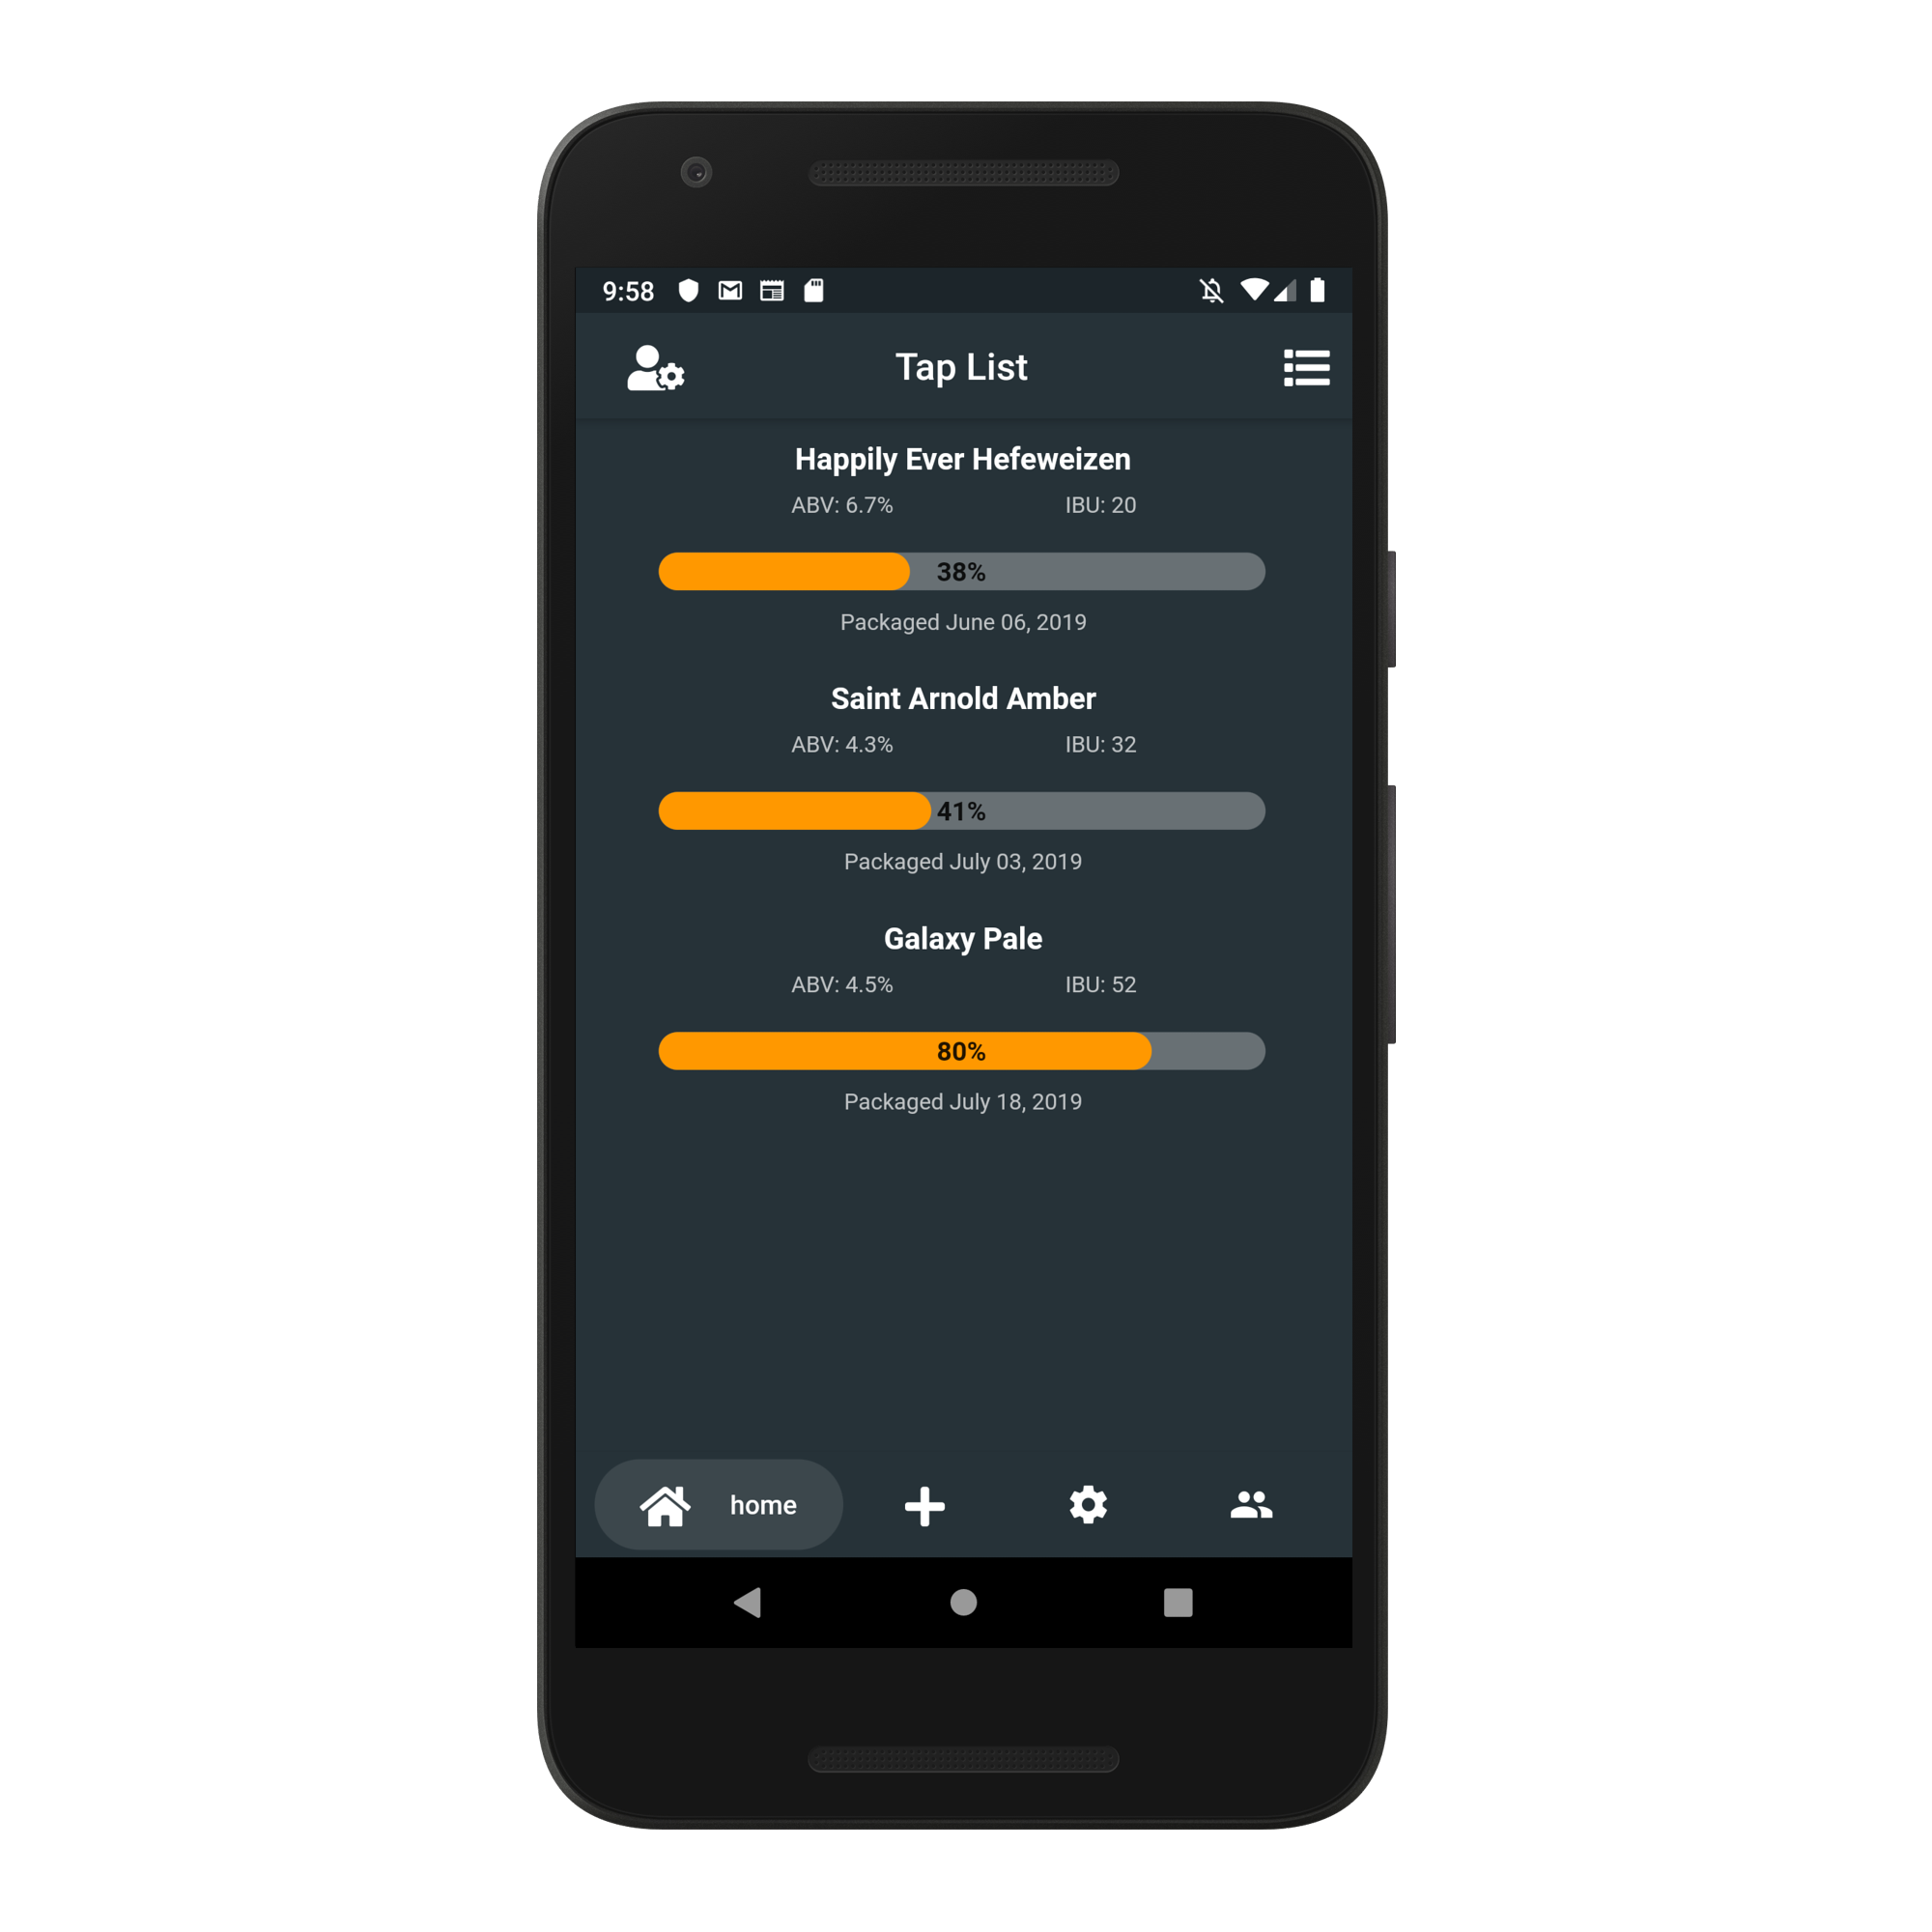 9:58
Tap List
Happily Ever Hefeweizen
ABV: 6.7% IBU: 20
38%
Packaged June 06, 2019
Saint Arnold Amber
ABV: 4.3% IBU: 32
41%
Packaged July 03, 2019
Galaxy Pale
ABV: 4.5% IBU: 52
80%
Packaged July 18, 2019
home